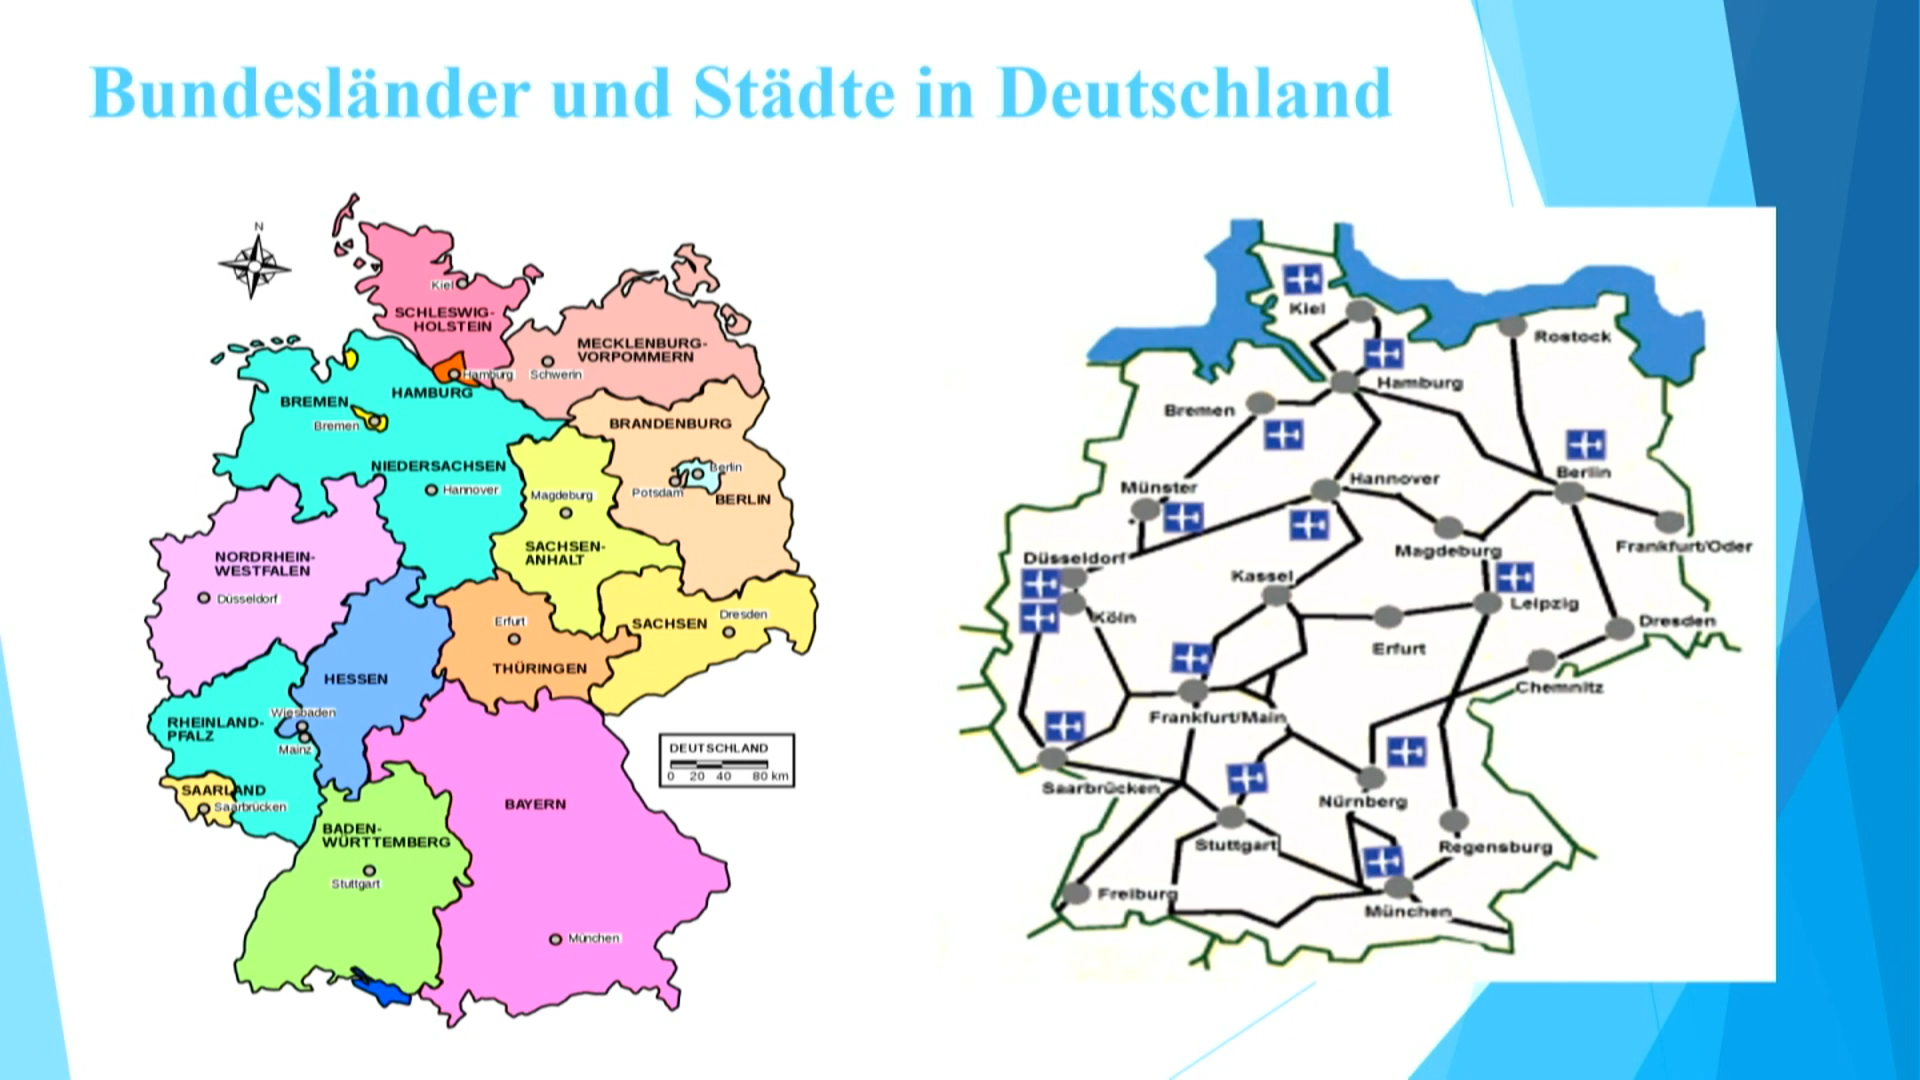 Bundesländer und Städte in Deutschland
N
Kiel
SCHLESWIG-
HOLSTEIN
MECKLENBURG-
VORPOMMERN
Hamburg
Schwerin
HAMBURG
BREMEN
Bremen
BRANDENBURG
NIEDERSACHSEN
Hannover
Berlin
Potsdam
BERLIN
Magdeburg
SACHSEN-
ANHALT
NORDRHEIN-
WESTFALEN
Düsseldorf
Erfurt
Dresden
SACHSEN
THÜRINGEN
HESSEN
Wiesbaden
RHEINLAND-
PFALZ
Mainz
DEUTSCHLAND
0 20 40 80 km
SAARLAND
Saarbrücken
BAYERN
BADEN-
WÜRTTEMBERG
Stuttgart
München
Kiel
Rostock
Hamburg
Bremen
Berlin
Hannover
Münster
Frankfurt/Oder
Magdeburg
Düsseldorf
Kassel
Leipzig
Köln
Dresden
Erfurt
Chemnitz
Frankfurt/Main
Saarbrücken
Nürnberg
Stuttgart
Regensburg
Freiburg
München